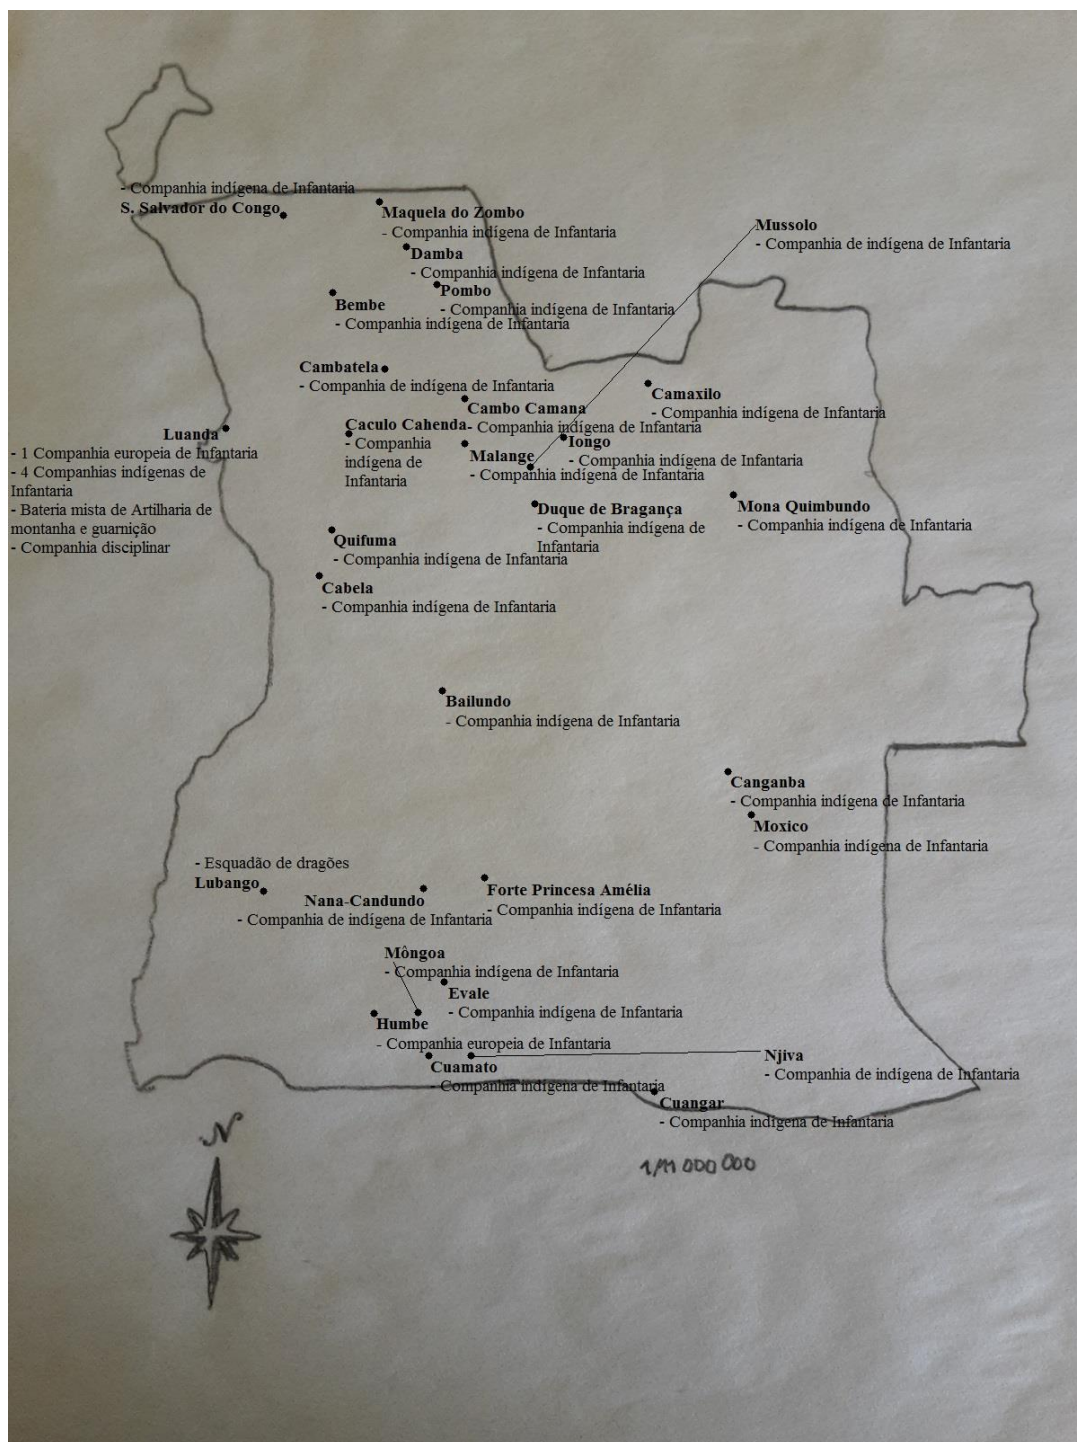 - Companhia indígena de Infantaria
S. Salvador do Congo
Maquela do Zombo
- Companhia indígena de Infantaria
Mussolo
- Companhia de indígena de Infantaria
Damba
- Companhia indígena de Infantaria
Pombo
- Companhia indígena de Infantaria
Bembe
- Companhia indígena de Infantaria
Cambatela
- Companhia de indígena de Infantaria
Camaxilo
- Companhia indígena de Infantaria
Cambo Camana
- Companhia indígena de Infantaria
Caculo Cahenda
- Companhia
indígena de
Infantaria
Luanda
- 1 Companhia europeia de Infantaria
- 4 Companhias indígenas de
Infantaria
- Bateria mista de Artilharia de
montanha e guarnição
- Companhia disciplinar
Iongo
- Companhia indígena de Infantaria
Malange
- Companhia indígena de Infantaria
Duque de Bragança
- Companhia indígena de
Infantaria
Mona Quimbundo
- Companhia indígena de Infantaria
Quifuma
- Companhia indígena de Infantaria
Cabela
- Companhia indígena de Infantaria
Bailundo
- Companhia indígena de Infantaria
Canganba
- Companhia indígena de Infantaria
Moxico
- Companhia indígena de Infantaria
- Esquadão de dragões
Lubango
Nana-Candundo
- Companhia de indígena de Infantaria
Forte Princesa Amélia
- Companhia indígena de Infantaria
Môngoa
- Companhia indígena de Infantaria
Evale
- Companhia indígena de Infantaria
Humbe
- Companhia europeia de Infantaria
Cuamato
- Companhia indígena de Infantaria
Njiva
- Companhia de indígena de Infantaria
Cuangar
- Companhia indígena de Infantaria
N
1/11 000 000